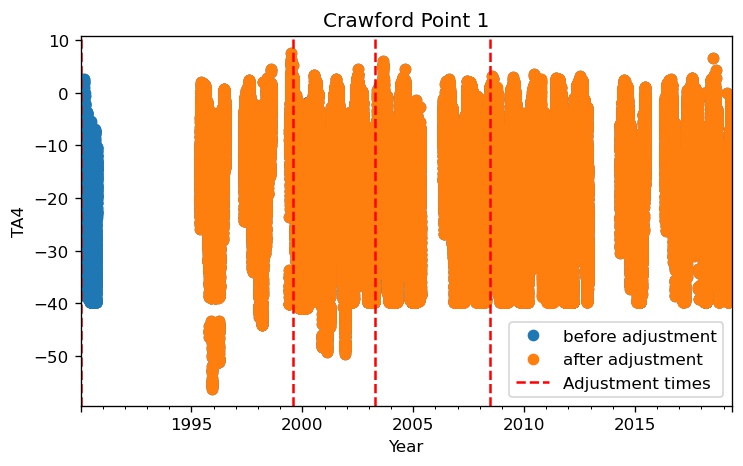 Crawford Point 1
10
0
−10
−20
−30
−40
−50
TA4
before adjustment
after adjustment
Adjustment times
1995
2000
2005
2010
2015
Year